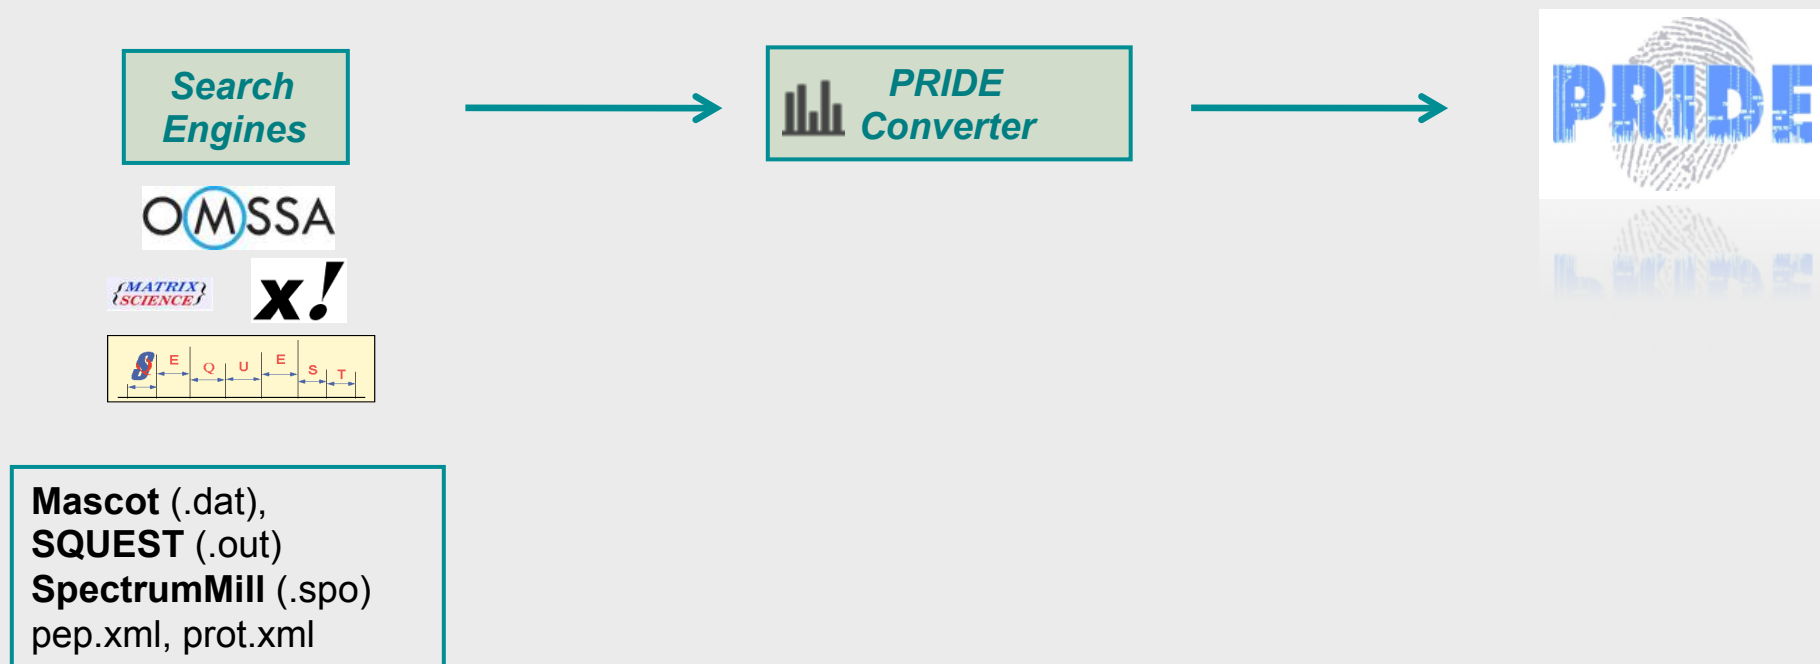 Search
Engines
PRIDE
Converter
PRIDE
OMSSA
{MATRIX}
{SCIENCE}
x!
SEQUEST
Mascot (.dat),
SQUEST (.out)
SpectrumMill (.spo)
pep.xml, prot.xml